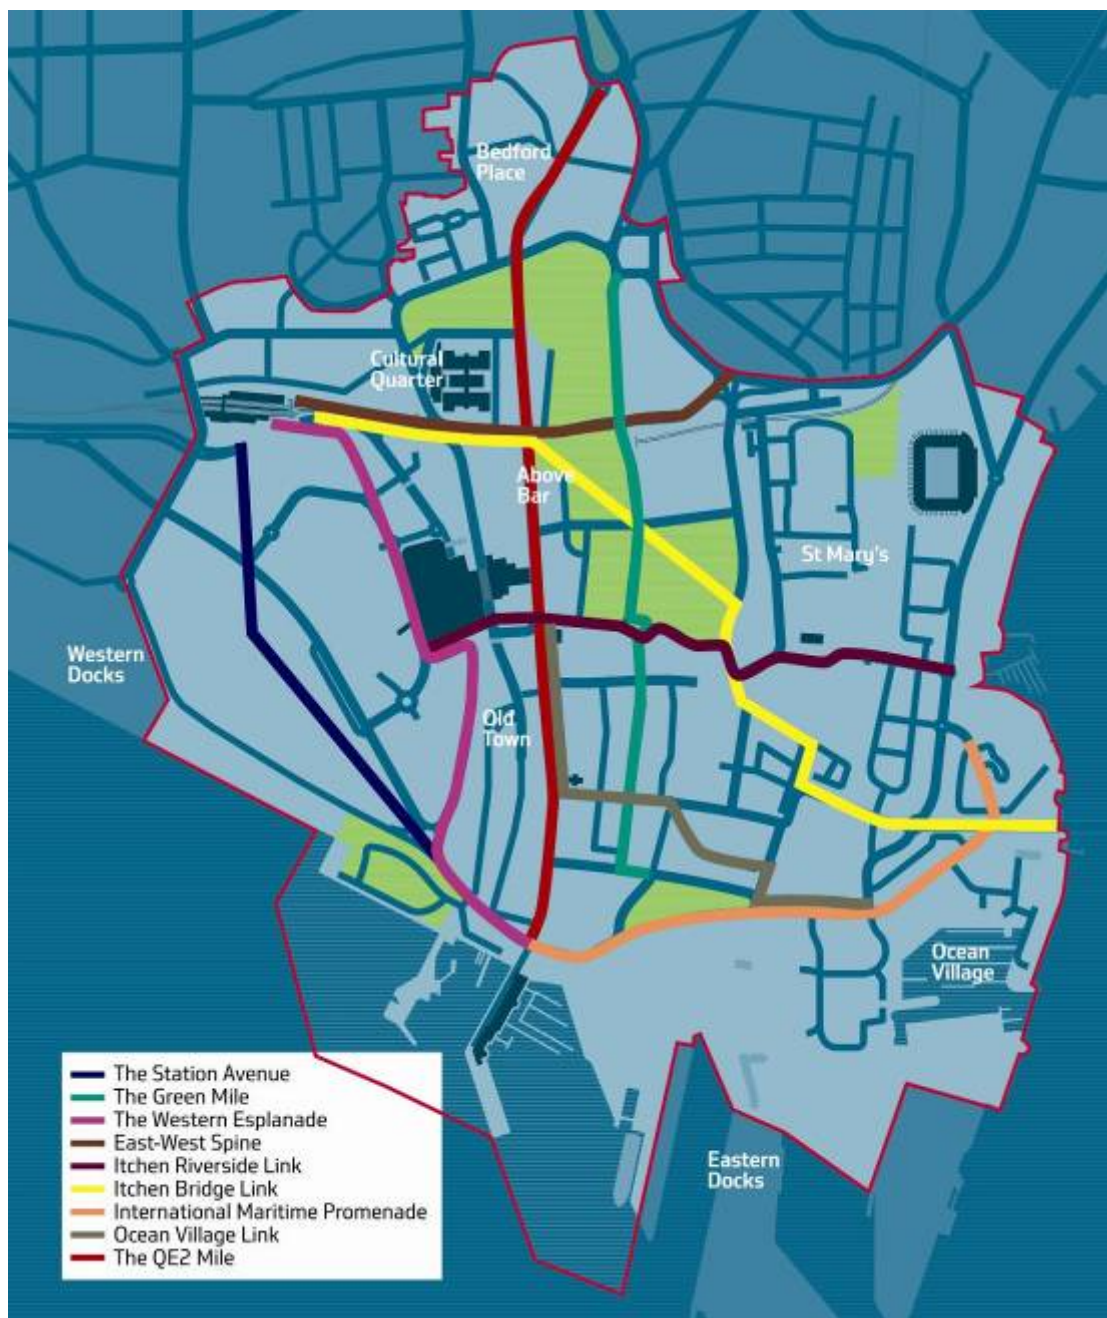 Bedford
Place
Cultural
Quarter
Above
Bar
St Mary's
Western
Docks
Old
Town
Ocean
Village
Eastern
Docks
The Station Avenue
The Green Mile
The Western Esplanade
East-West Spine
Itchen Riverside Link
Itchen Bridge Link
International Maritime Promenade
Ocean Village Link
The QE2 Mile